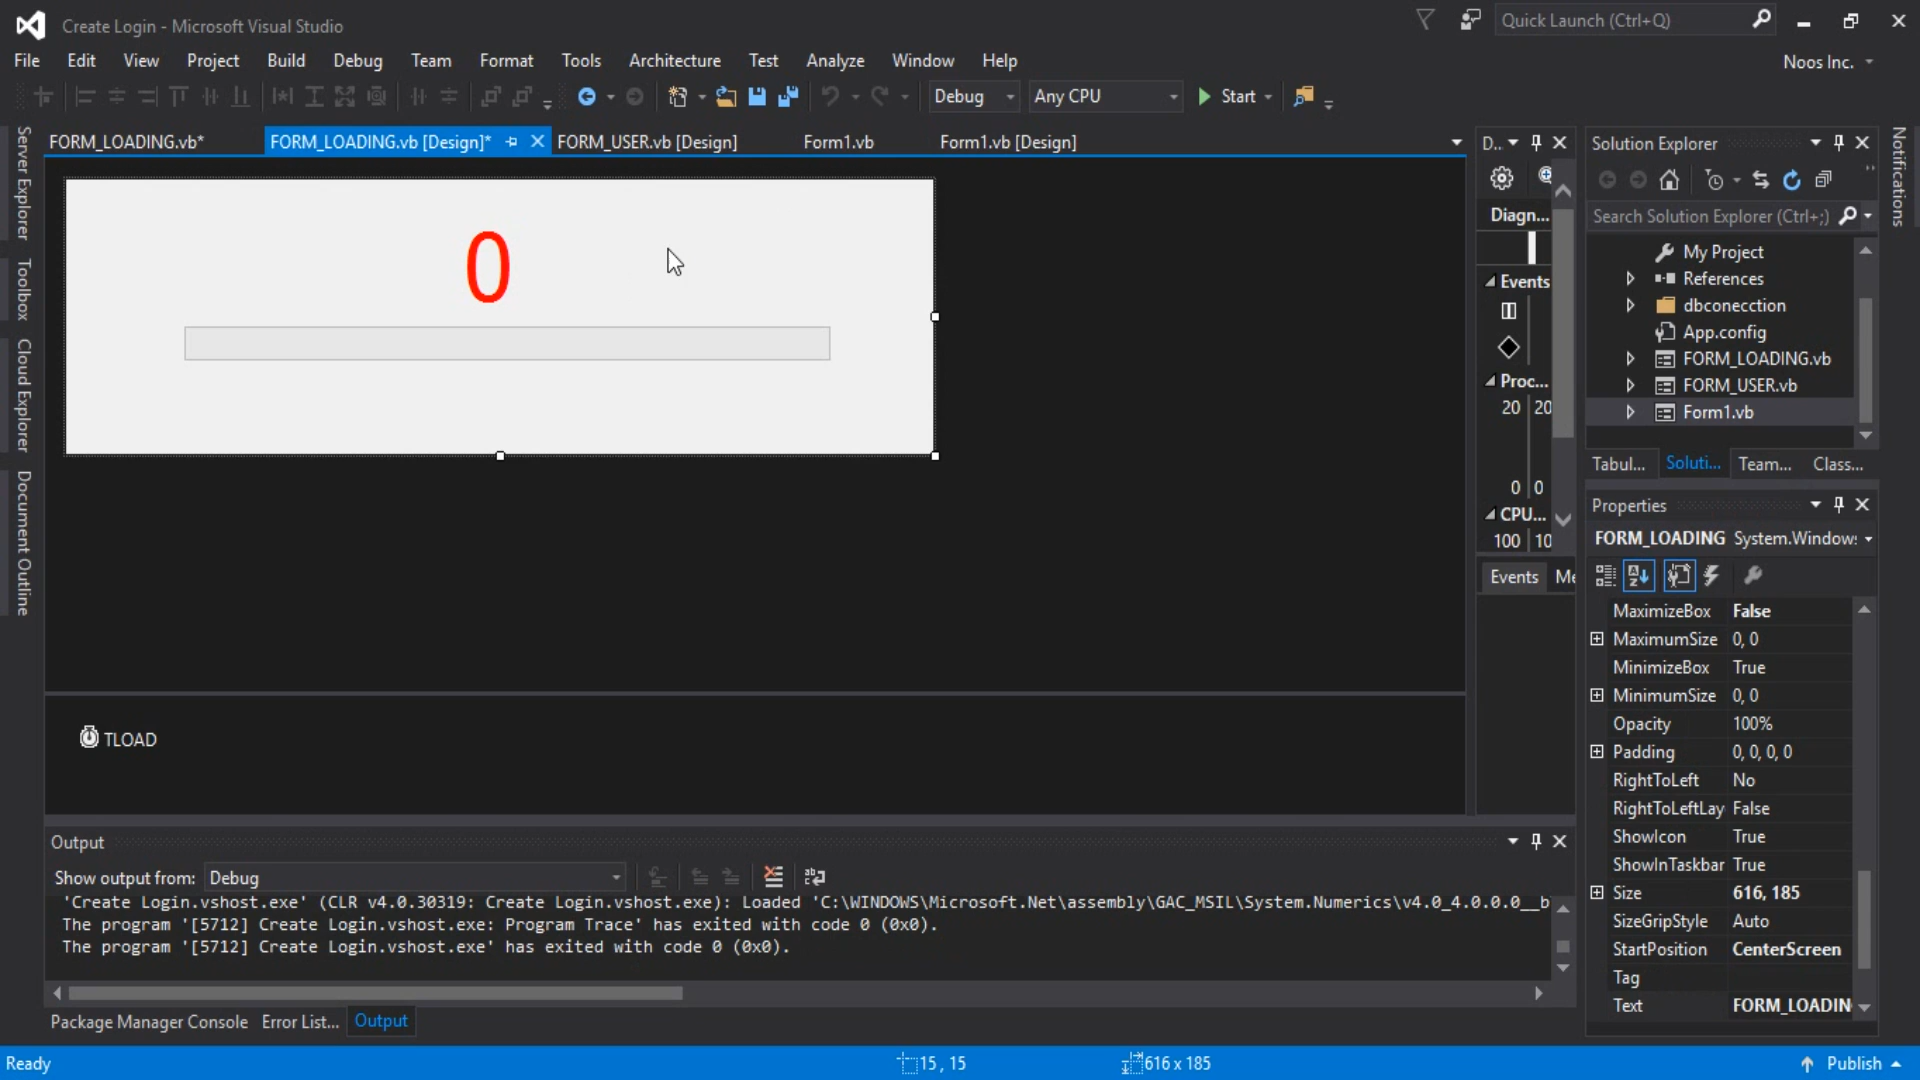 Create Login - Microsoft Visual Studio
Quick Launch (Ctrl+Q)
File Edit View Project Build Debug Team Format Tools Architecture Test Analyze Window Help
Noos Inc.
Debug
Any CPU
Start
FORM_LOADING.vb*
FORM_LOADING.vb [Design]*
FORM_USER.vb [Design]
Form1.vb
Form1.vb [Design]
Server Explorer
Toolbox
Cloud Explorer
Document Outline
0
TLOAD
D...
Diagn...
Events
Proc...
20 20
0 0
CPU...
100 10
Events Me
Solution Explorer
Search Solution Explorer (Ctrl+;)
My Project
References
dbconecction
App.config
FORM_LOADING.vb
FORM_USER.vb
Form1.vb
Tabul... Soluti... Team... Class...
Notifications
Properties
FORM_LOADING System.Windows
MaximizeBox False
MaximumSize 0, 0
MinimizeBox True
MinimumSize 0, 0
Opacity 100%
Padding 0, 0, 0, 0
RightToLeft No
RightToLeftLay False
ShowIcon True
ShowInTaskbar True
Size 616, 185
SizeGripStyle Auto
StartPosition CenterScreen
Tag
Text FORM_LOADIN
Output
Show output from: Debug
'Create Login.vshost.exe' (CLR v4.0.30319: Create Login.vshost.exe): Loaded 'C:\WINDOWS\Microsoft.Net\assembly\GAC_MSIL\System.Numerics\v4.0_4.0.0.0__b
The program '[5712] Create Login.vshost.exe: Program Trace' has exited with code 0 (0x0).
The program '[5712] Create Login.vshost.exe' has exited with code 0 (0x0).
Package Manager Console Error List... Output
Ready
15, 15
616 x 185
Publish